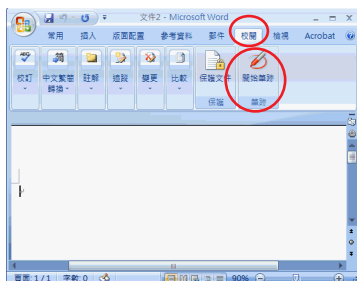 文件2 - Microsoft Word
常用 插入 版面配置 參考資料 郵件 校閱 檢視 Acrobat
ABC
校訂 中文繁簡轉換 註解 追蹤 變更 比較 保護文件 開始筆跡
保護 筆跡
頁面: 1/1 字數: 0 90%